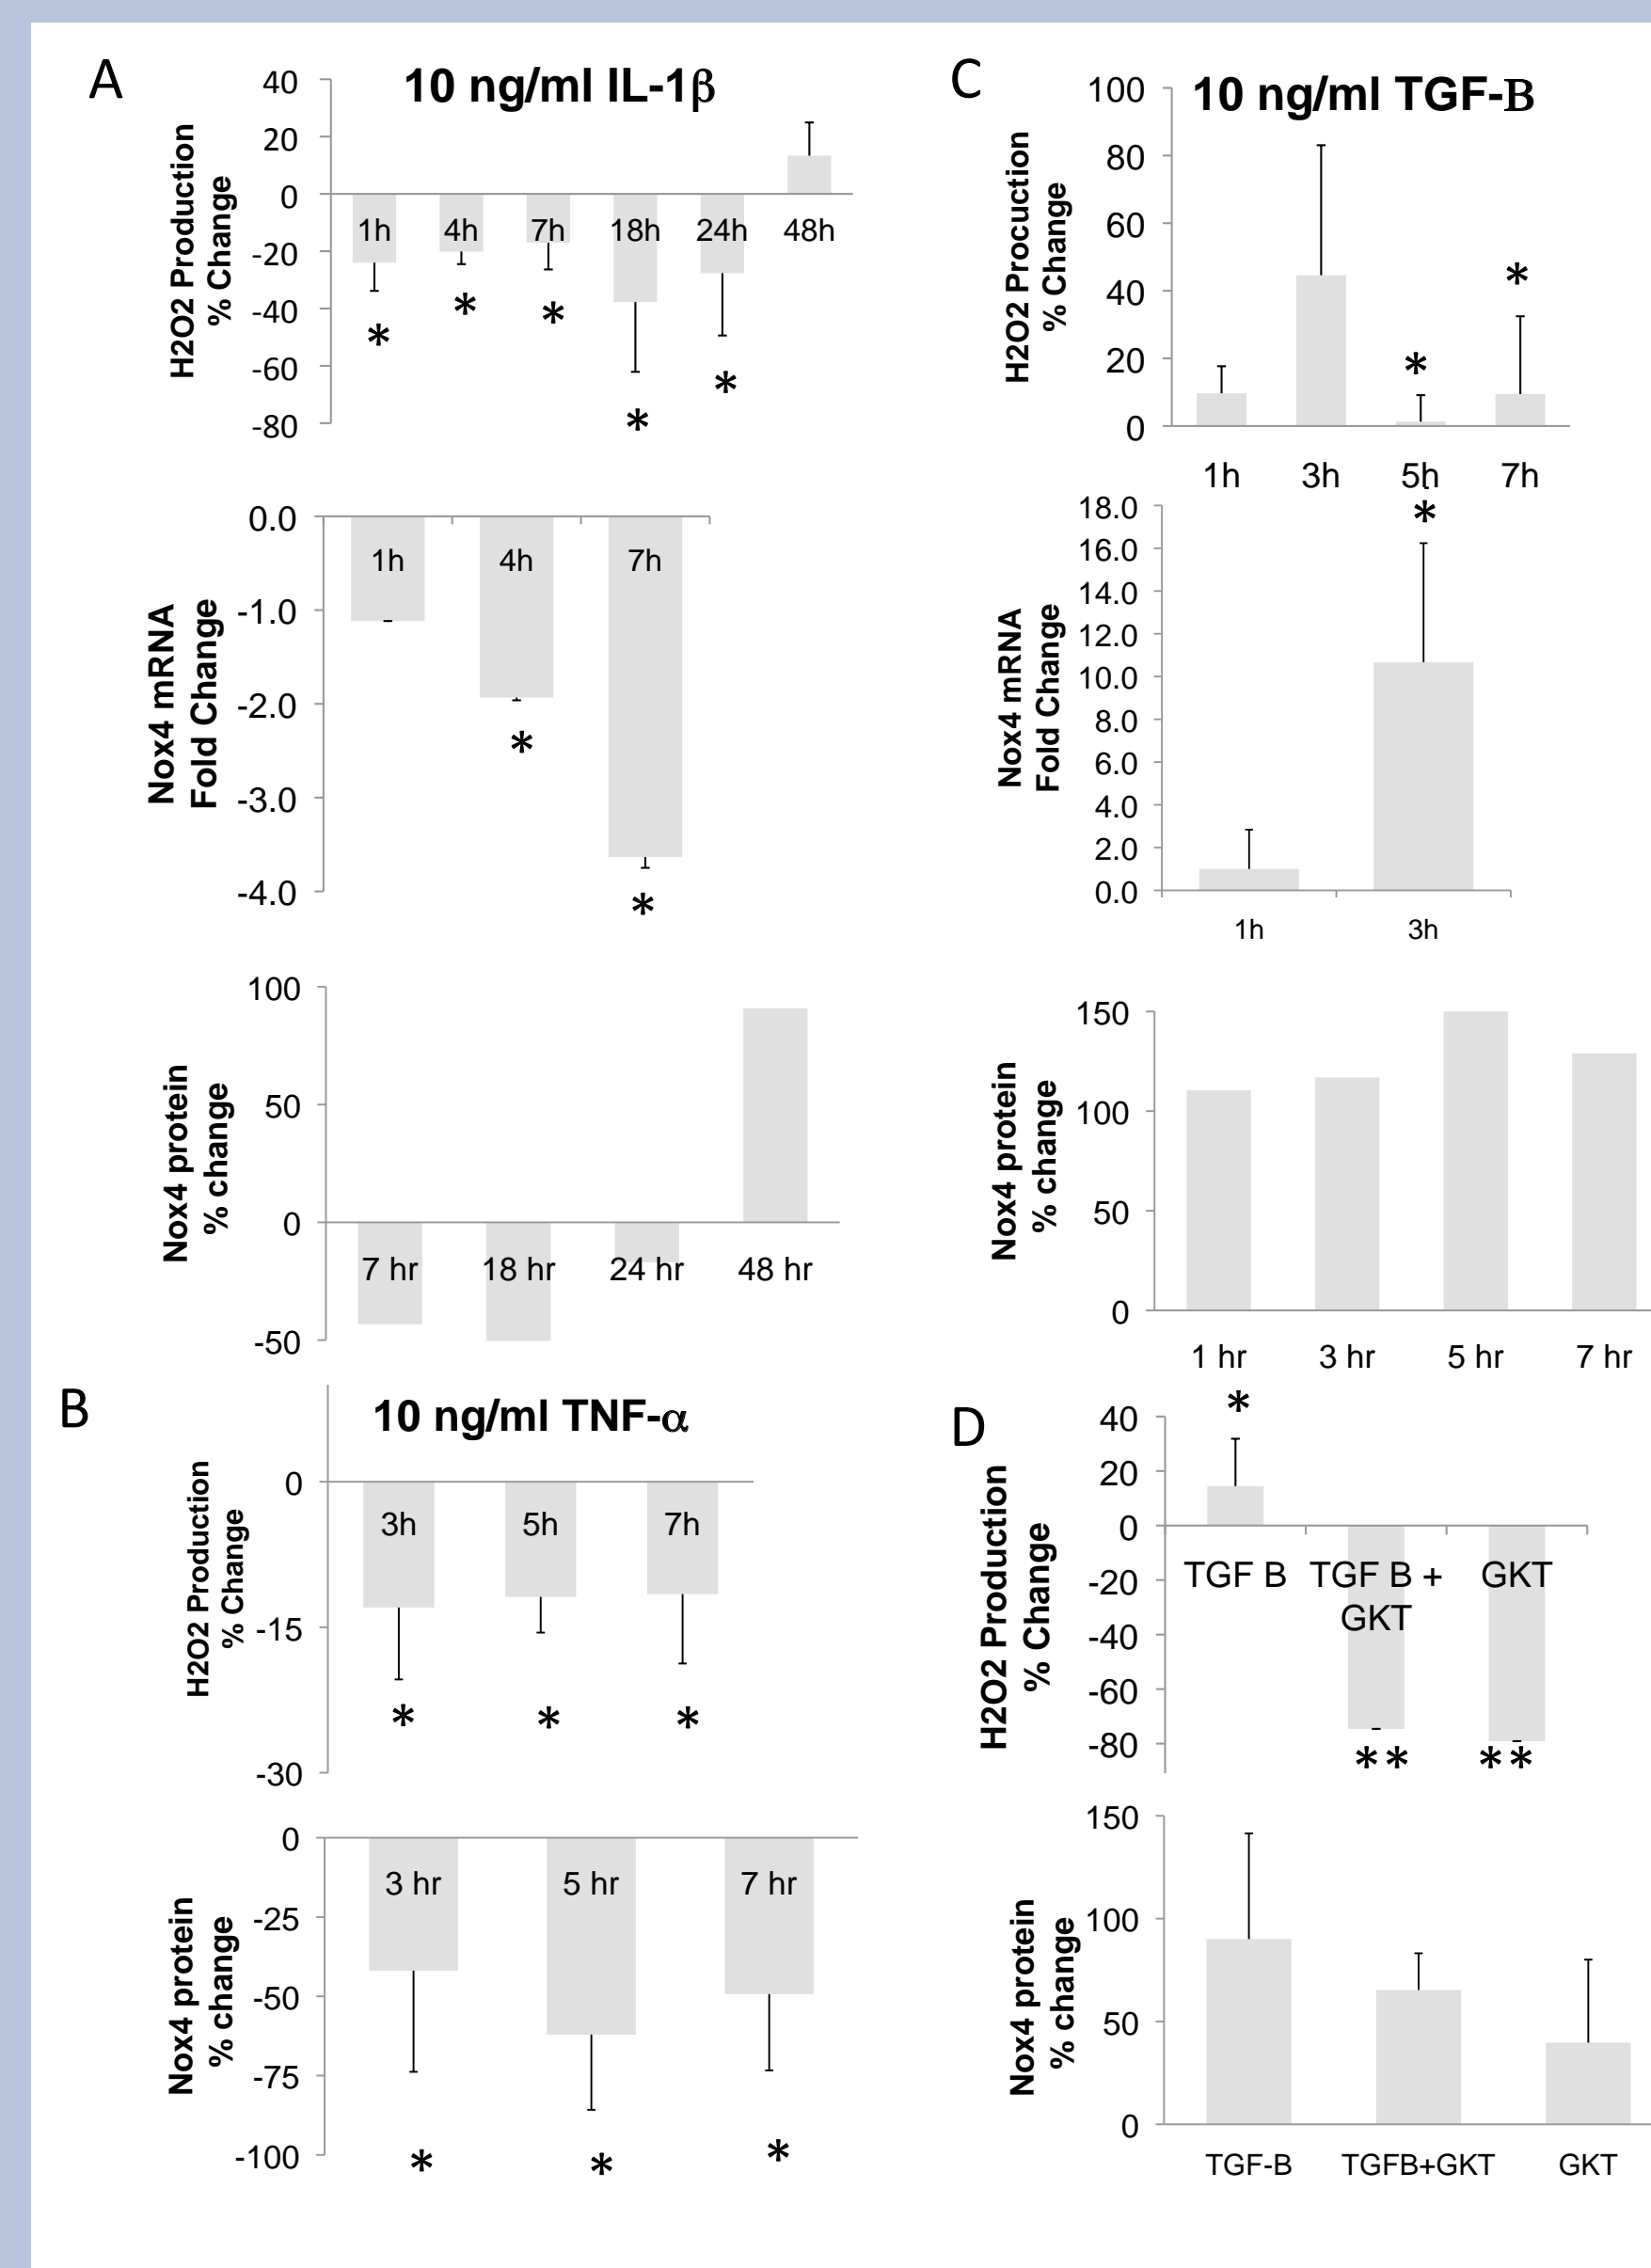 A
10 ng/ml IL-1β
H2O2 Production
% Change
40
20
0
-20
-40
-60
-80
1h 4h 7h 18h 24h 48h
* * * * *
Nox4 mRNA
Fold Change
0.0
-1.0
-2.0
-3.0
-4.0
1h 4h 7h
* *
Nox4 protein
% change
100
50
0
-50
7 hr 18 hr 24 hr 48 hr
B
10 ng/ml TNF-α
H2O2 Production
% Change
0
-15
-30
3h 5h 7h
* * *
Nox4 protein
% change
0
-25
-50
-75
-100
3 hr 5 hr 7 hr
* * *
C
10 ng/ml TGF-B
H2O2 Procuction
% Change
100
80
60
40
20
0
* *
1h 3h 5h 7h
Nox4 mRNA
Fold Change
18.0
16.0
14.0
12.0
10.0
8.0
6.0
4.0
2.0
0.0
*
1h 3h
Nox4 protein
% change
150
100
50
0
1 hr 3 hr 5 hr 7 hr
D
H2O2 Production
% Change
40
20
0
-20
-40
-60
-80
*
TGF B TGF B + GKT
GKT
** **
Nox4 protein
% change
150
100
50
0
TGF-B TGFB+GKT GKT